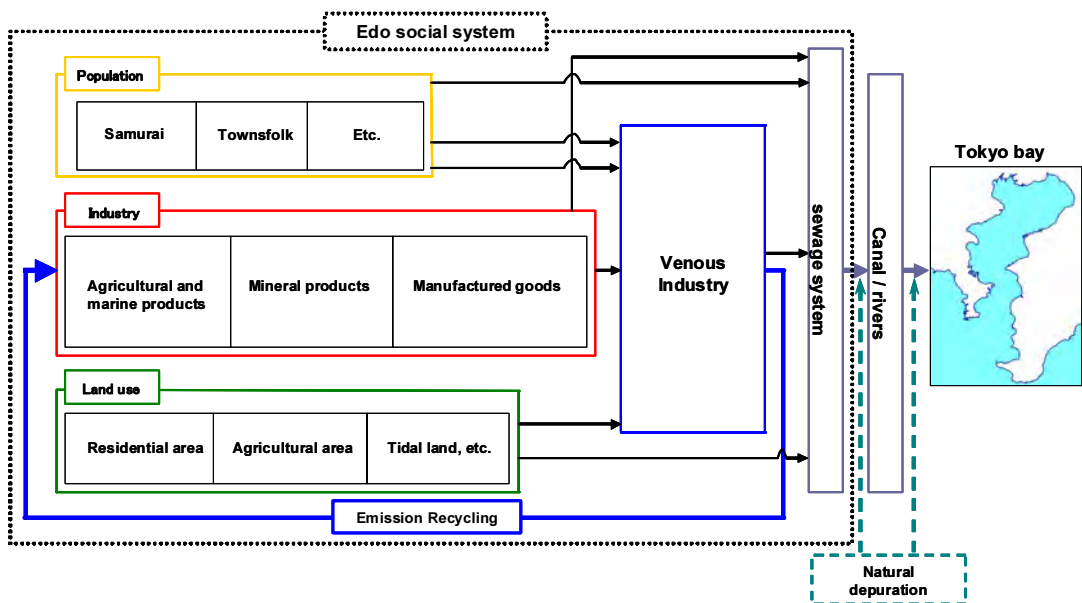 Edo social system
Population
Samurai
Townsfolk
Etc.
Industry
Agricultural and
marine products
Mineral products
Manufactured goods
Land use
Residential area
Agricultural area
Tidal land, etc.
Emission Recycling
Venous
Industry
sewage system
Canal / rivers
Tokyo bay
Natural
depuration